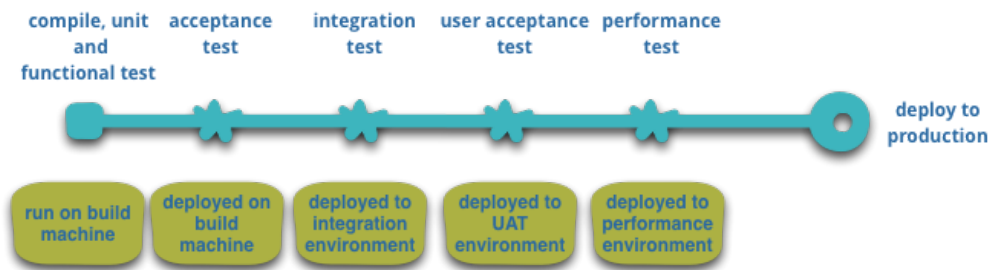 compile, unit
and
functional test
acceptance
test
integration
test
user acceptance
test
performance
test
deploy to
production
run on build
machine
deployed on
build
machine
deployed to
integration
environment
deployed to
UAT
environment
deployed to
performance
environment